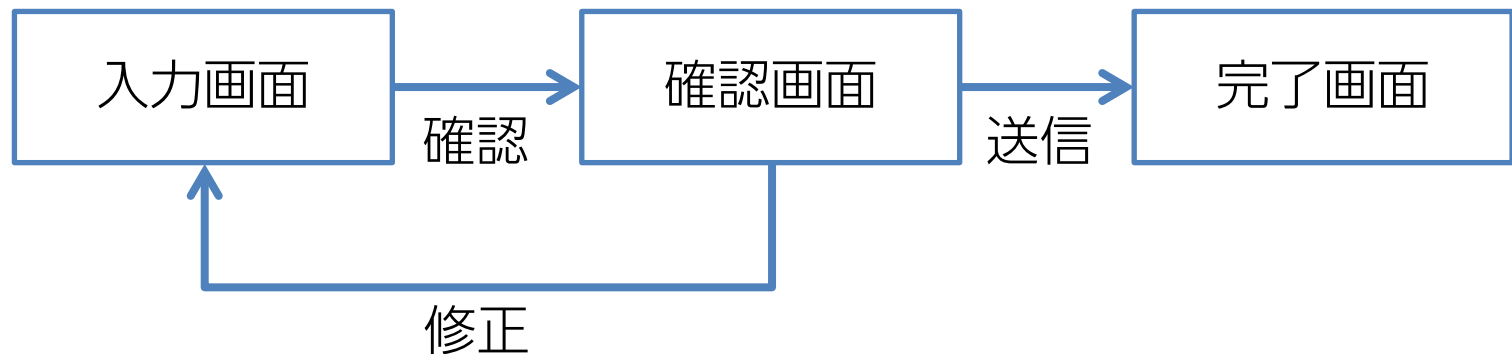 入力画面
確認
確認画面
送信
完了画面
修正